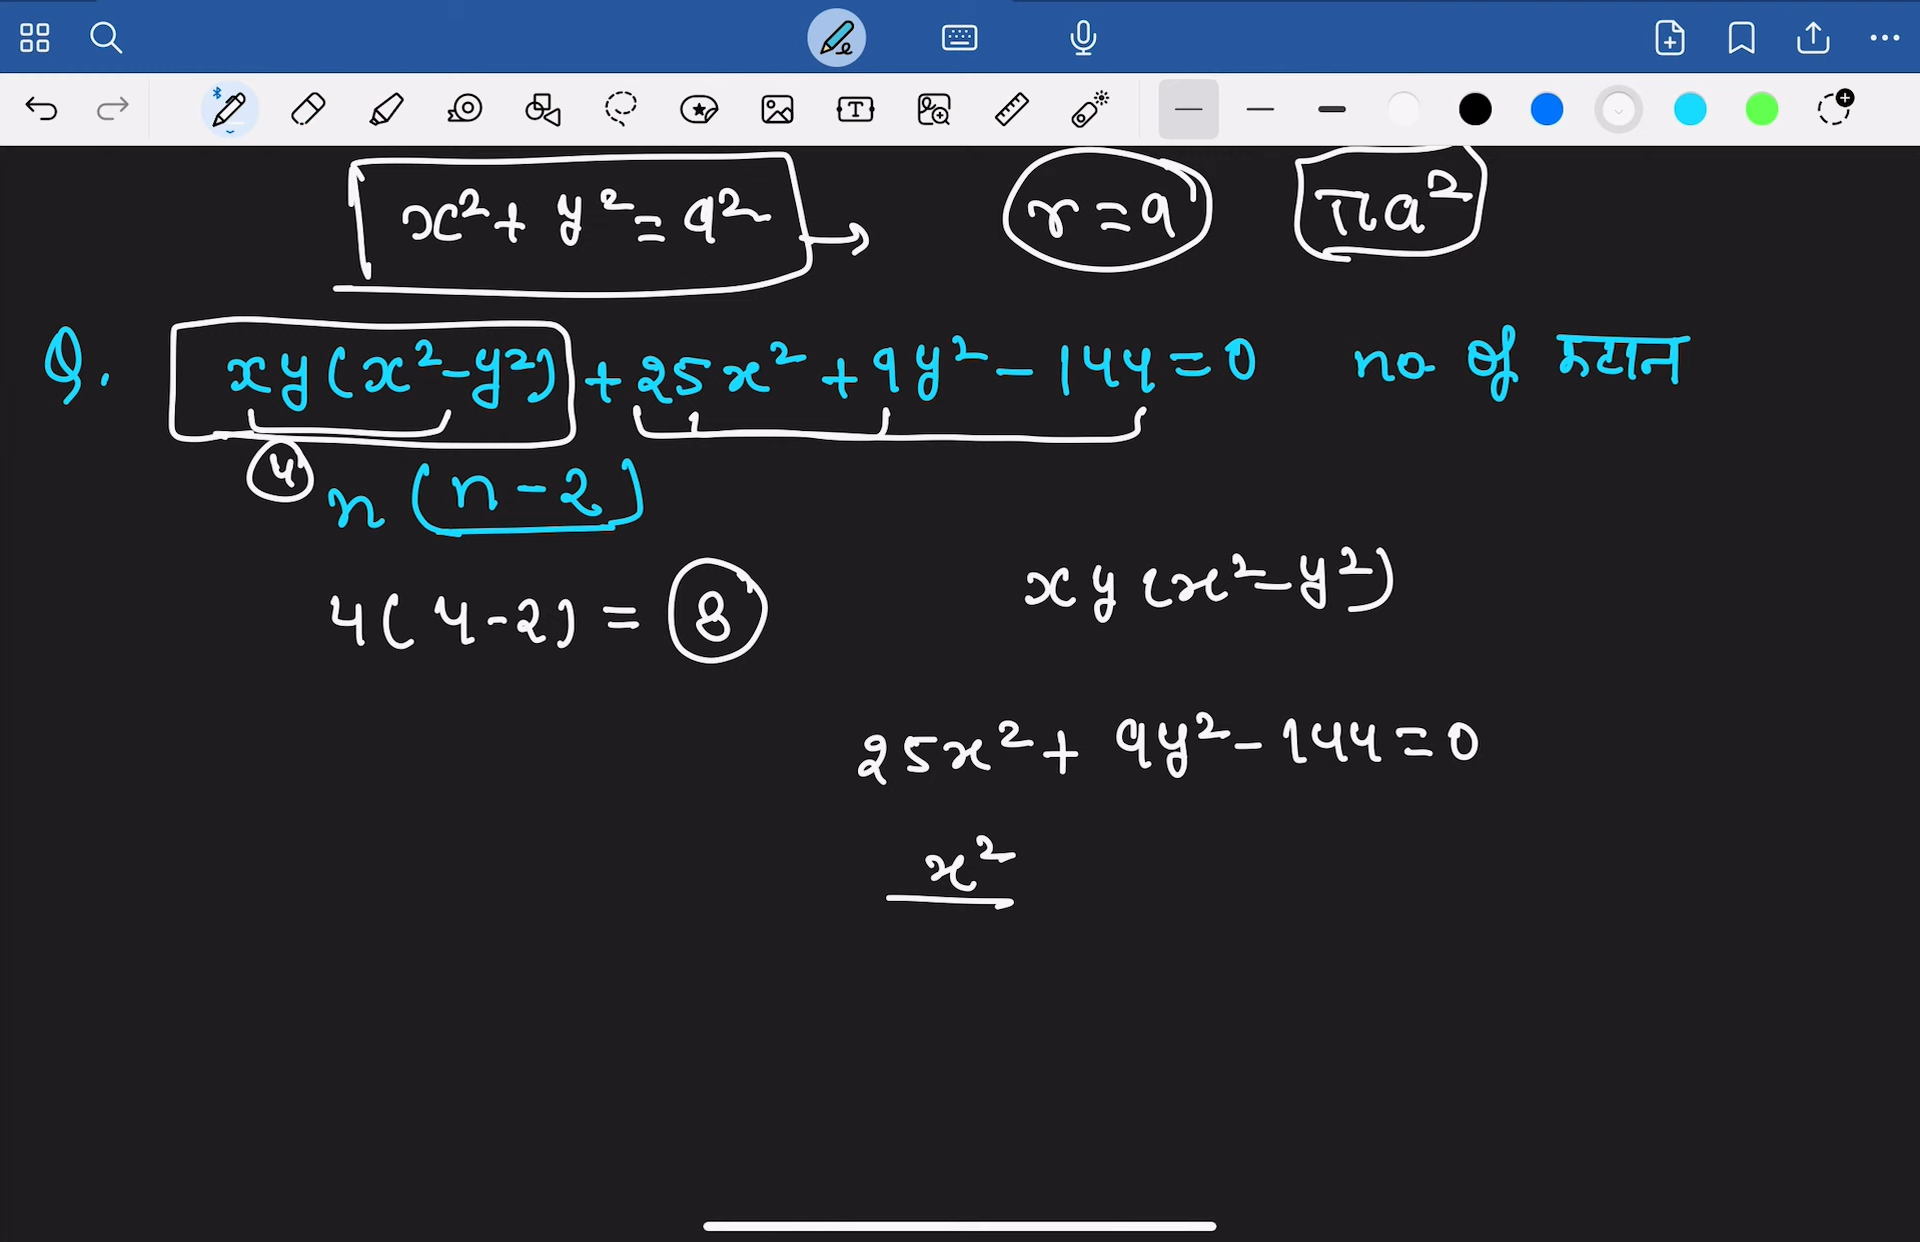 x² + y² = a² → r = a πa²
Q. xy(x²-y²) + 25x² + 9y² - 144 = 0 no of
4 n (n-2)
4(4-2) = 8 xy(x²-y²)
25x² + 9y² - 144 = 0
x²